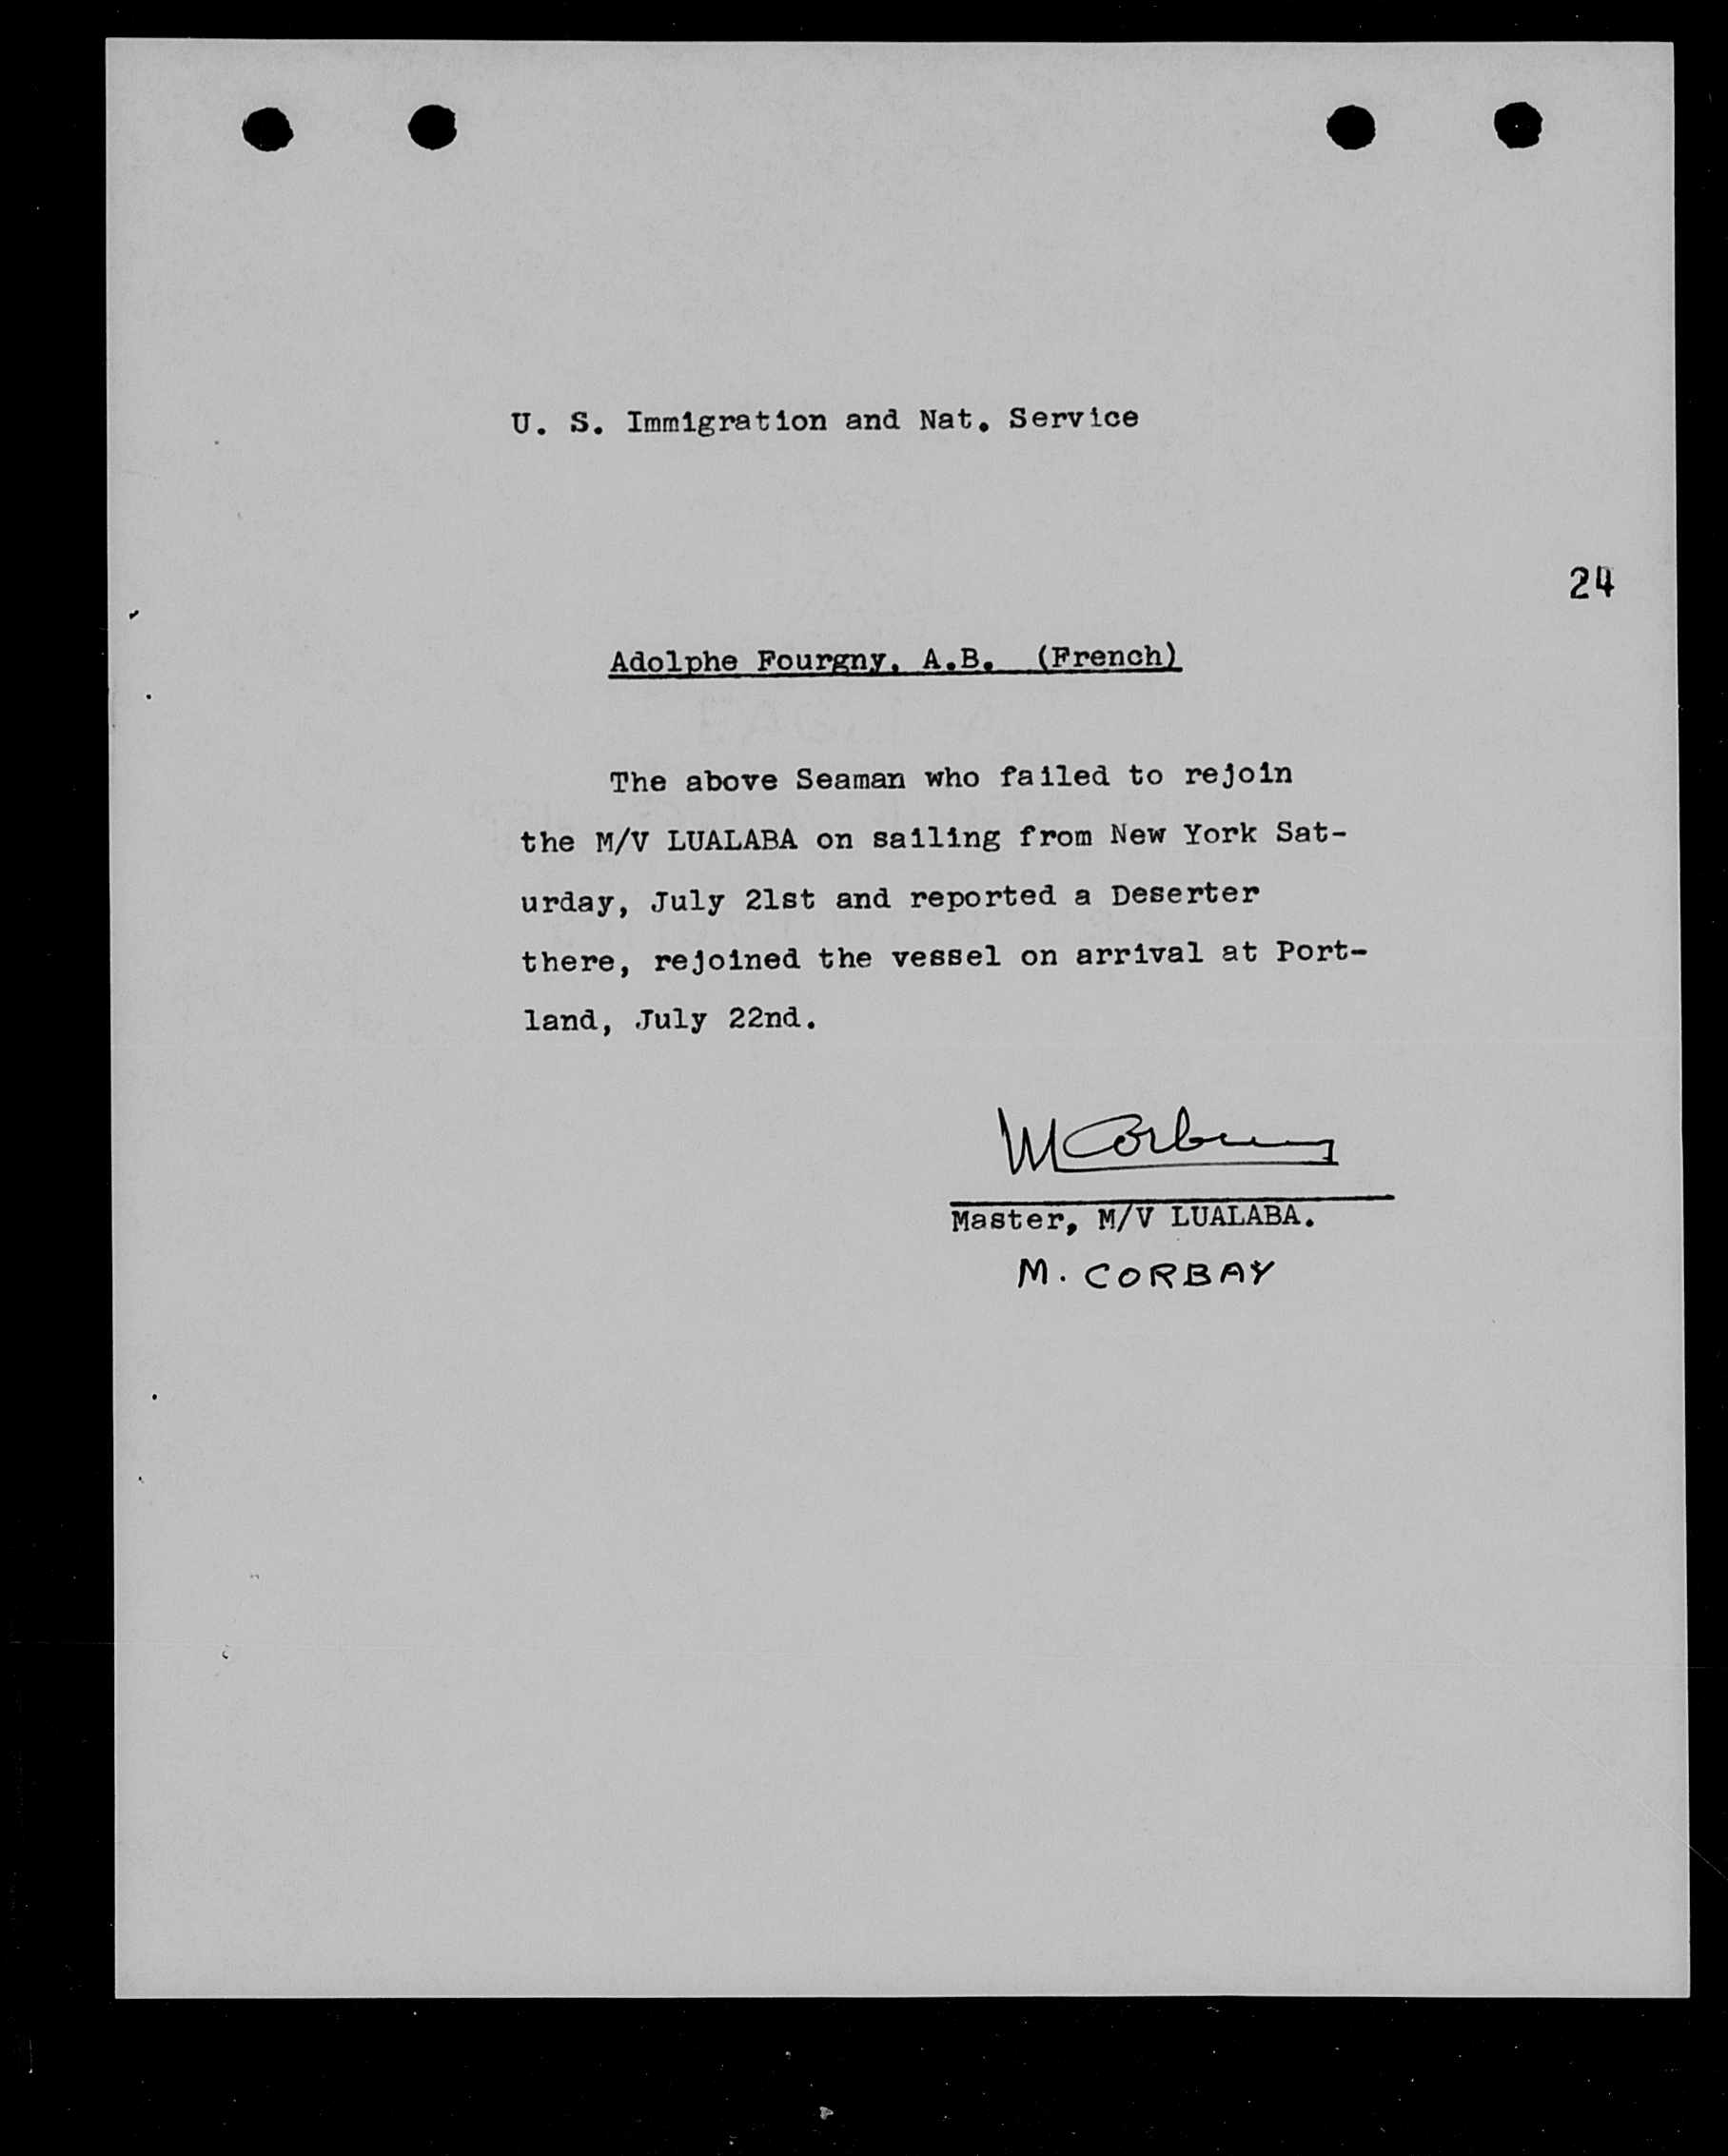 U. S. Immigration and Nat. Service
24
Adolphe Fourgny, A.B. (French)
The above Seaman who failed to rejoin
the M/V LUALABA on sailing from New York Sat-
urday, July 21st and reported a Deserter
there, rejoined the vessel on arrival at Port-
land, July 22nd.
M Corbay
Master, M/V LUALABA.
M. CORBAY